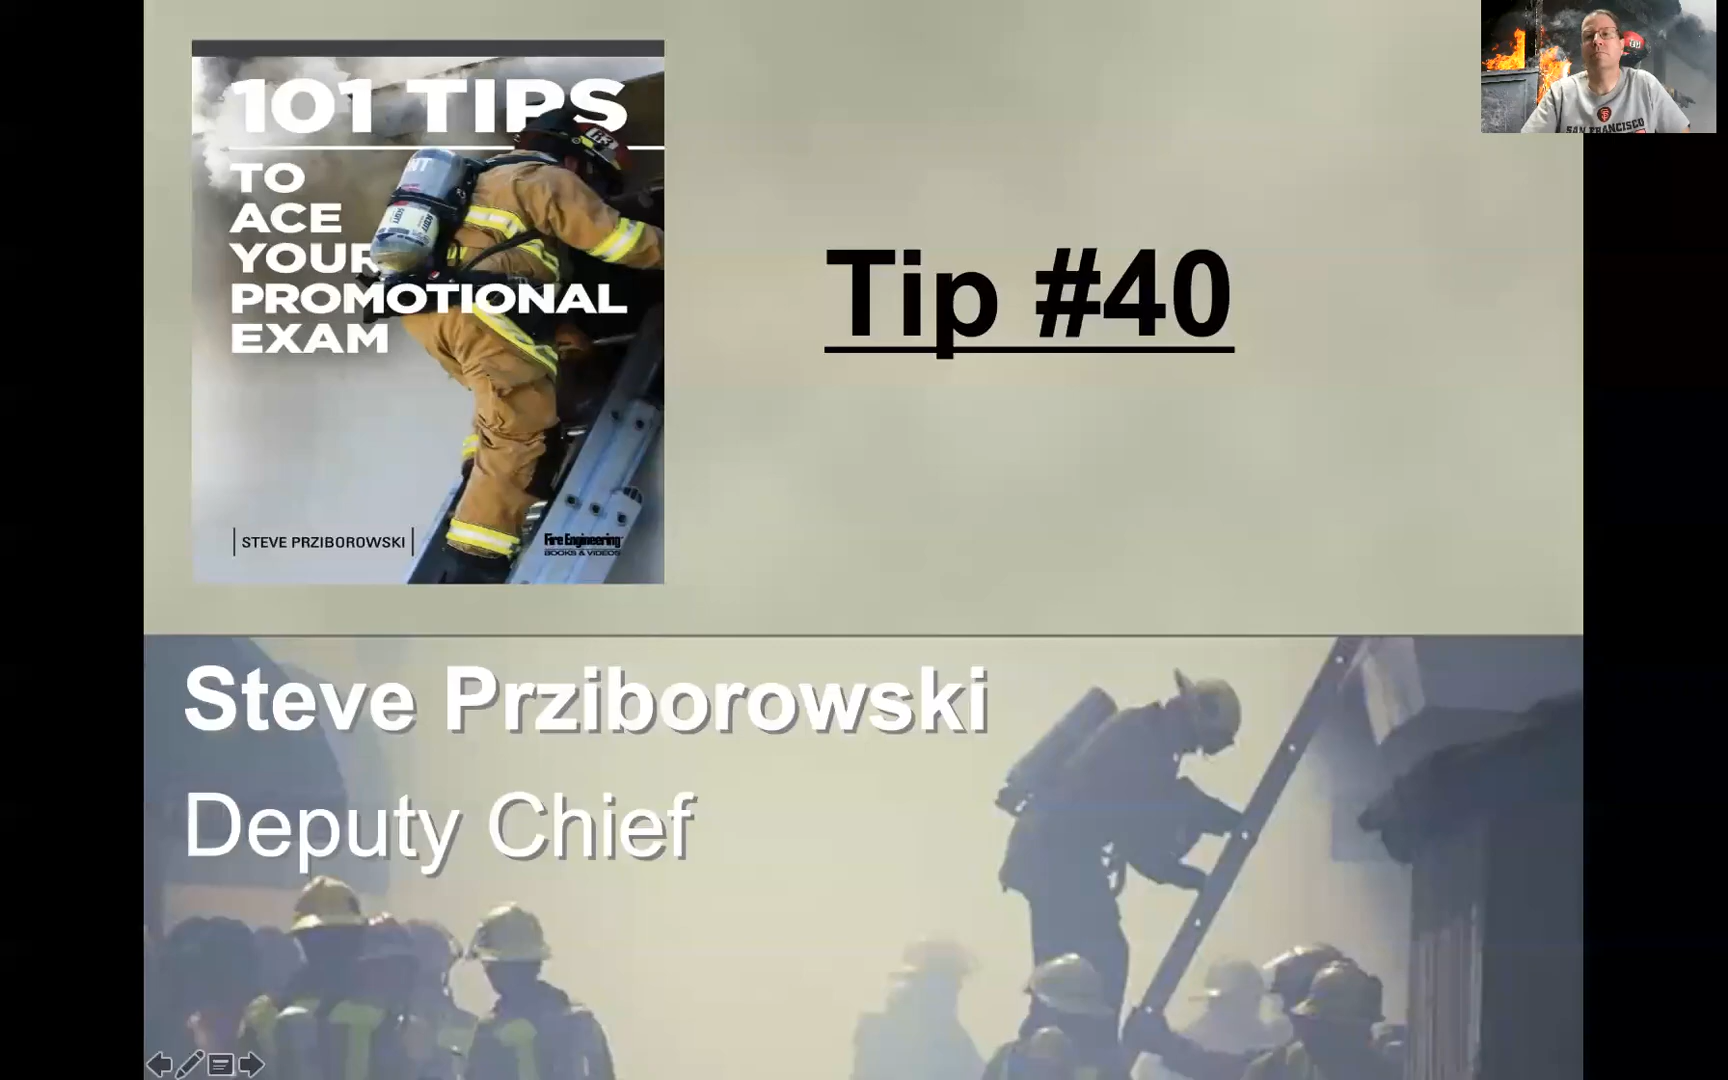 101 TIPS
TO
ACE
YOUR
PROMOTIONAL
EXAM
STEVE PRZIBOROWSKI
Fire Engineering
BOOKS & VIDEOS
Tip #40
SAN FRANCISCO
Steve Prziborowski
Deputy Chief